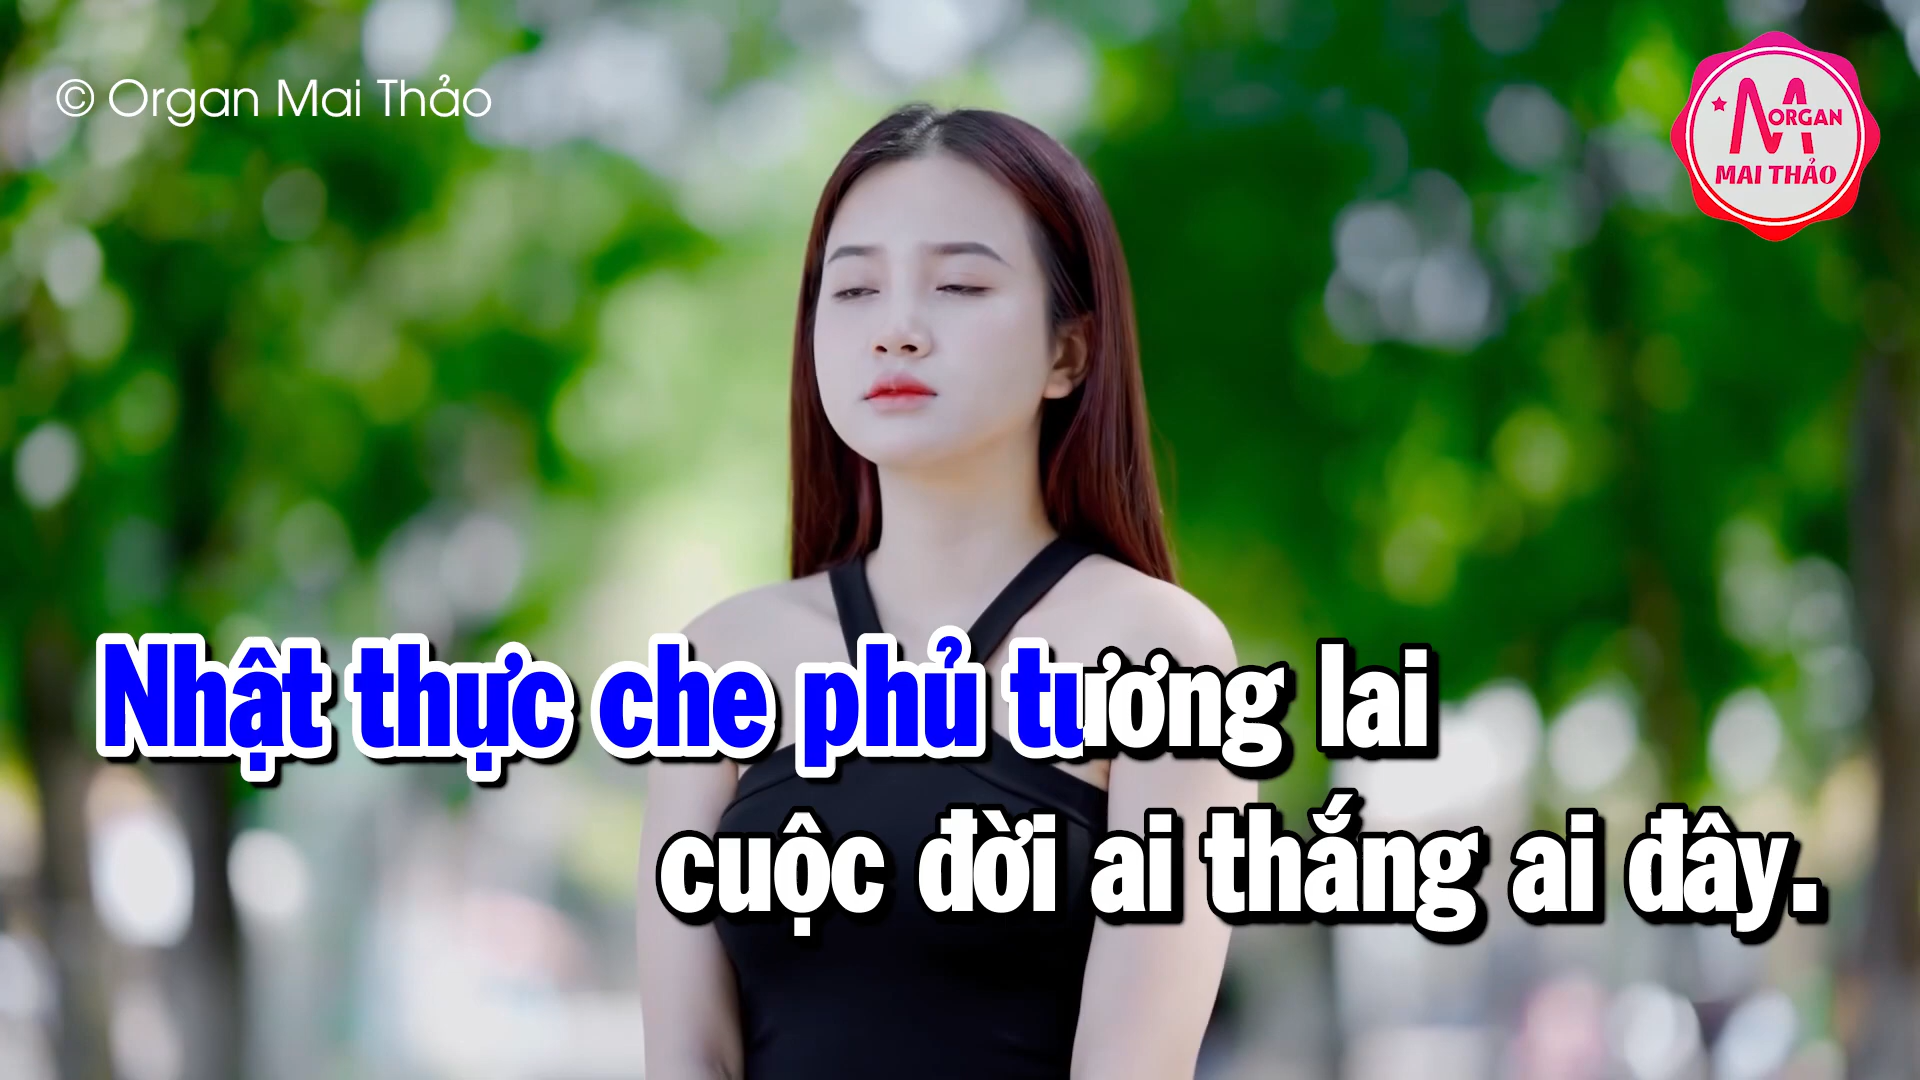 © Organ Mai Thảo
M ORGAN
MAI THẢO
Nhật thực che phủ tương lai
cuộc đời ai thắng ai đây.